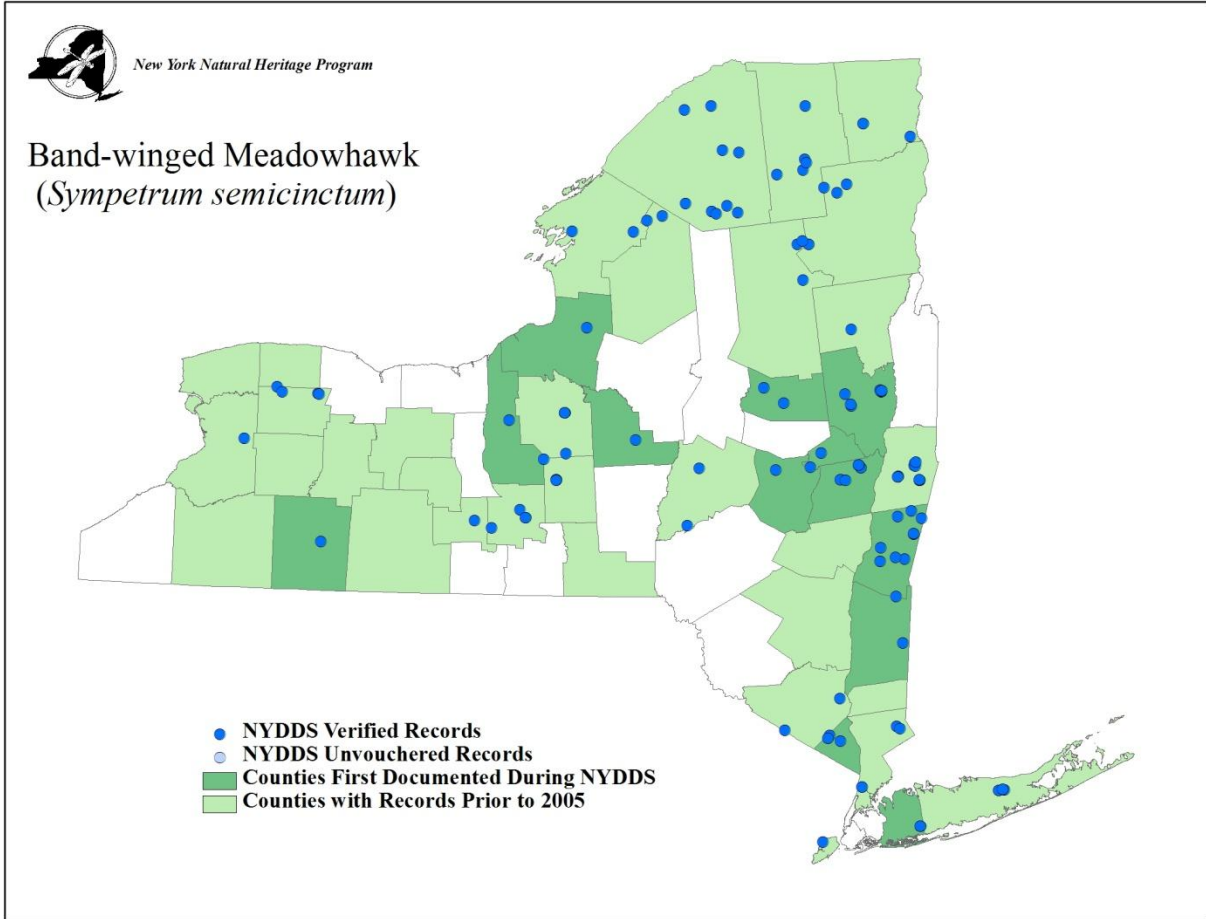 New York Natural Heritage Program
Band-winged Meadowhawk
(Sympetrum semicinctum)
NYDDS Verified Records
NYDDS Unvouchered Records
Counties First Documented During NYDDS
Counties with Records Prior to 2005